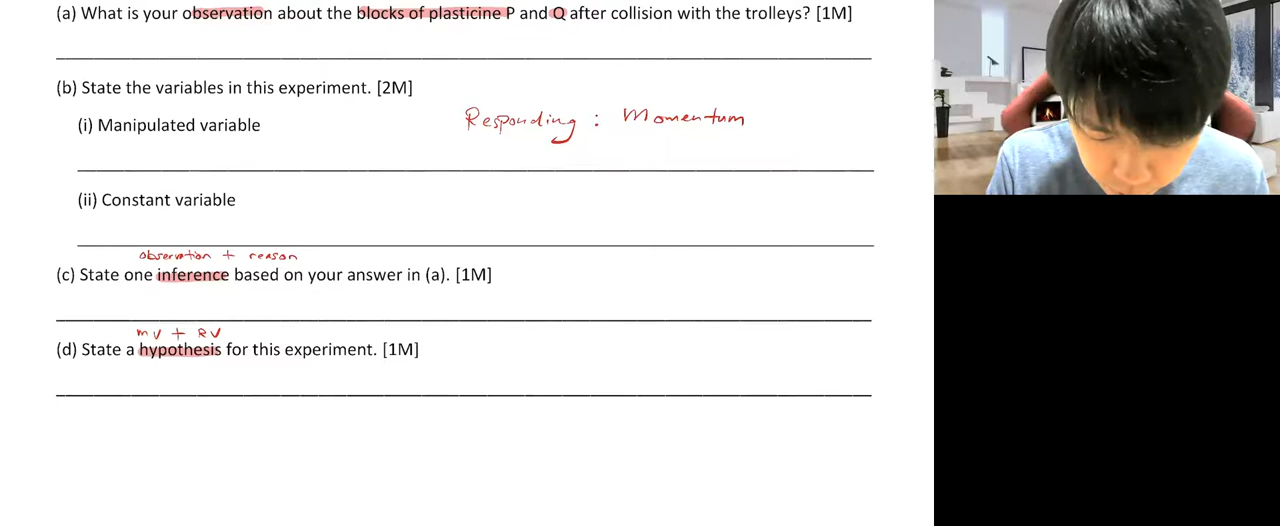 (a) What is your observation about the blocks of plasticine P and Q after collision with the trolleys? [1M]
(b) State the variables in this experiment. [2M]
Responding : Momentum
(i) Manipulated variable
(ii) Constant variable
observation + reason
(c) State one inference based on your answer in (a). [1M]
mv + RV
(d) State a hypothesis for this experiment. [1M]